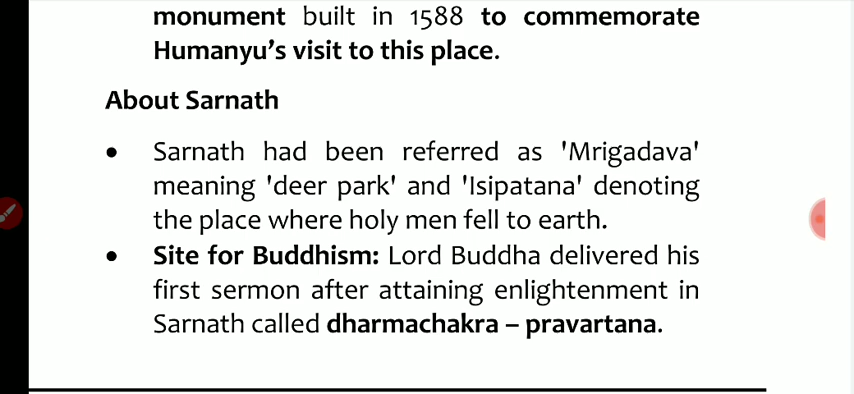 monument built in 1588 to commemorate
Humanyu’s visit to this place.
About Sarnath
• Sarnath had been referred as 'Mrigadava'
meaning 'deer park' and 'Isipatana' denoting
the place where holy men fell to earth.
• Site for Buddhism: Lord Buddha delivered his
first sermon after attaining enlightenment in
Sarnath called dharmachakra – pravartana.